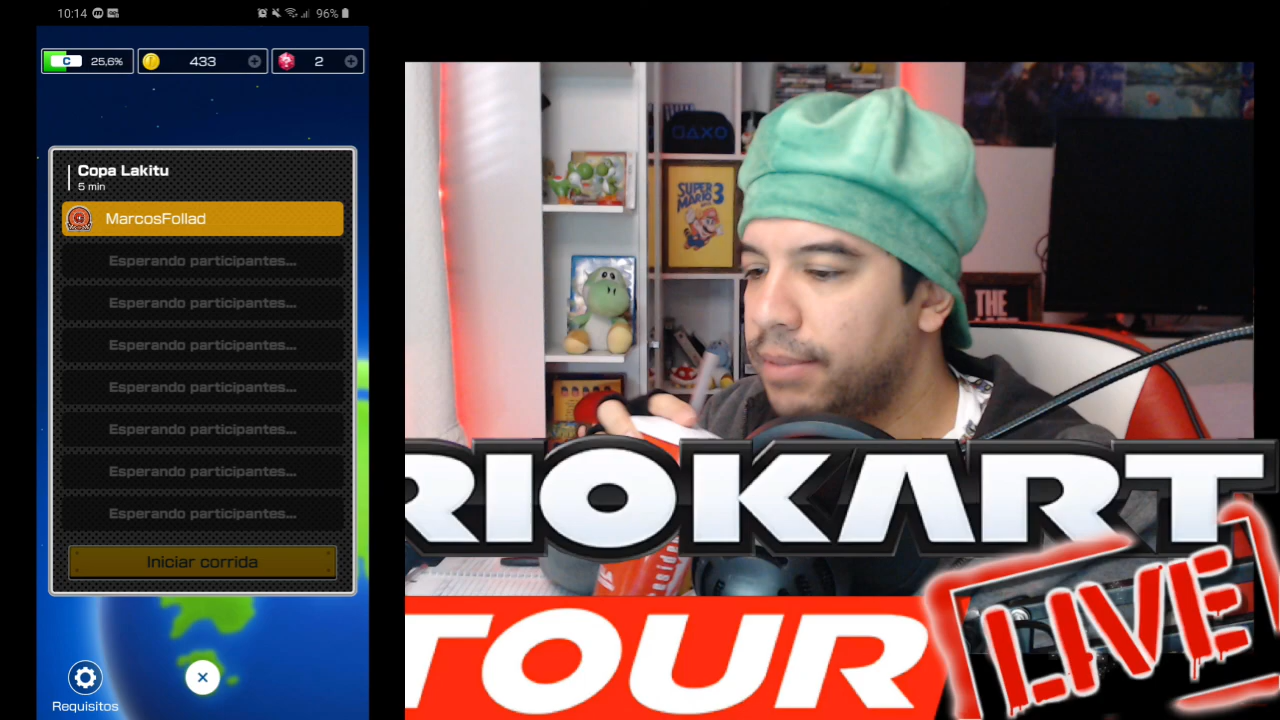 10:14
96%
C
25,6%
433
2
Copa Lakitu
5 min
MarcosFollad
Esperando participantes...
Esperando participantes...
Esperando participantes...
Esperando participantes...
Esperando participantes...
Esperando participantes...
Esperando participantes...
Iniciar corrida
Requisitos
SUPER
MARIO
3
THE
RIOKART
TOUR
LIVE